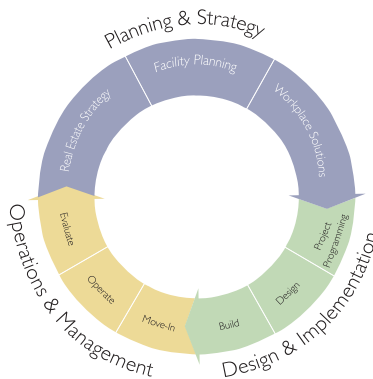 Planning & Strategy
Real Estate Strategy
Facility Planning
Workplace Solutions
Design & Implementation
Project
Programming
Design
Build
Operations & Management
Move-In
Operate
Evaluate